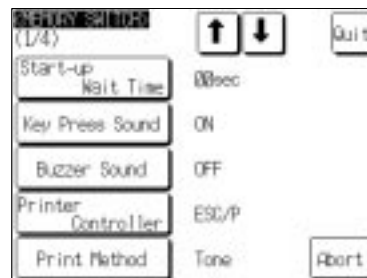 <MEMORY SWITCH>
(1/4)
↑ ↓ Quit
Start-up
Wait Time
00sec
Key Press Sound
ON
Buzzer Sound
OFF
Printer
Controller
ESC/P
Print Method
Tone
Abort